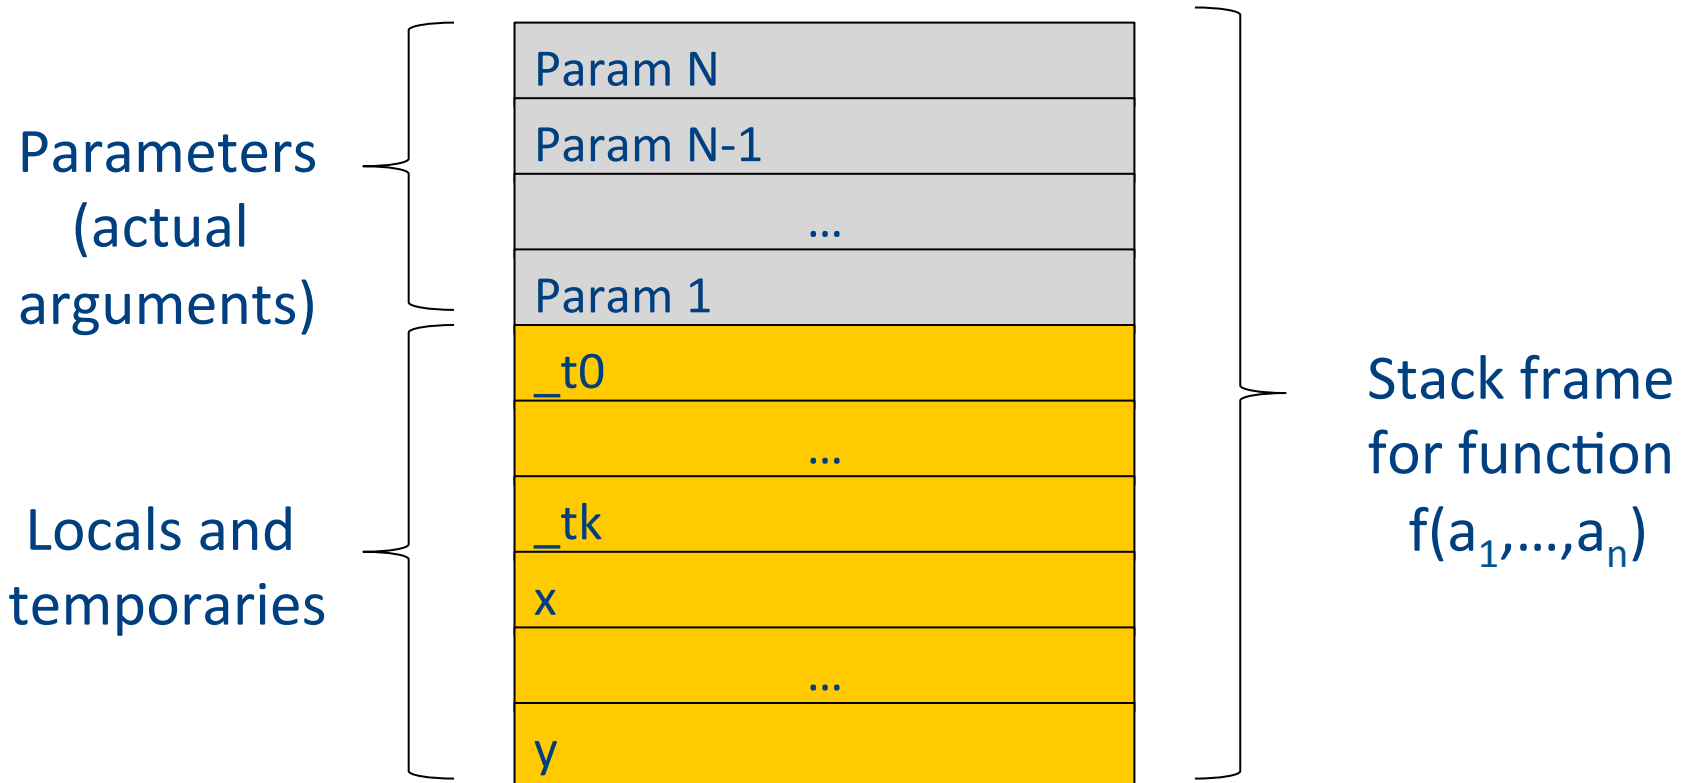 Parameters
(actual
arguments)
Locals and
temporaries
Param N
Param N-1
…
Param 1
_t0
…
_tk
x
…
y
Stack frame
for function
f(a₁,…,aₙ)